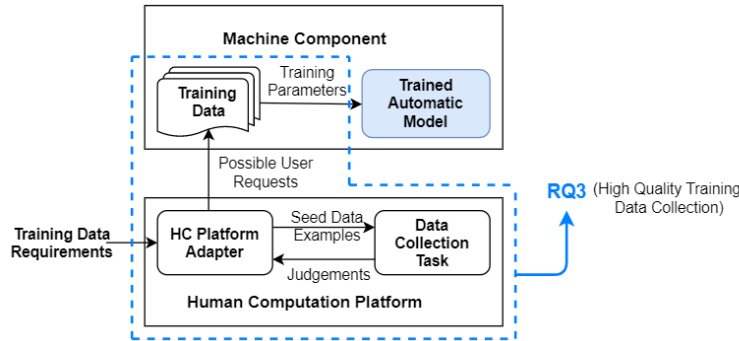 Machine Component
Training
Data
Training
Parameters
Trained
Automatic
Model
Possible User
Requests
RQ3 (High Quality Training
Data Collection)
Training Data
Requirements
HC Platform
Adapter
Seed Data
Examples
Judgements
Data
Collection
Task
Human Computation Platform